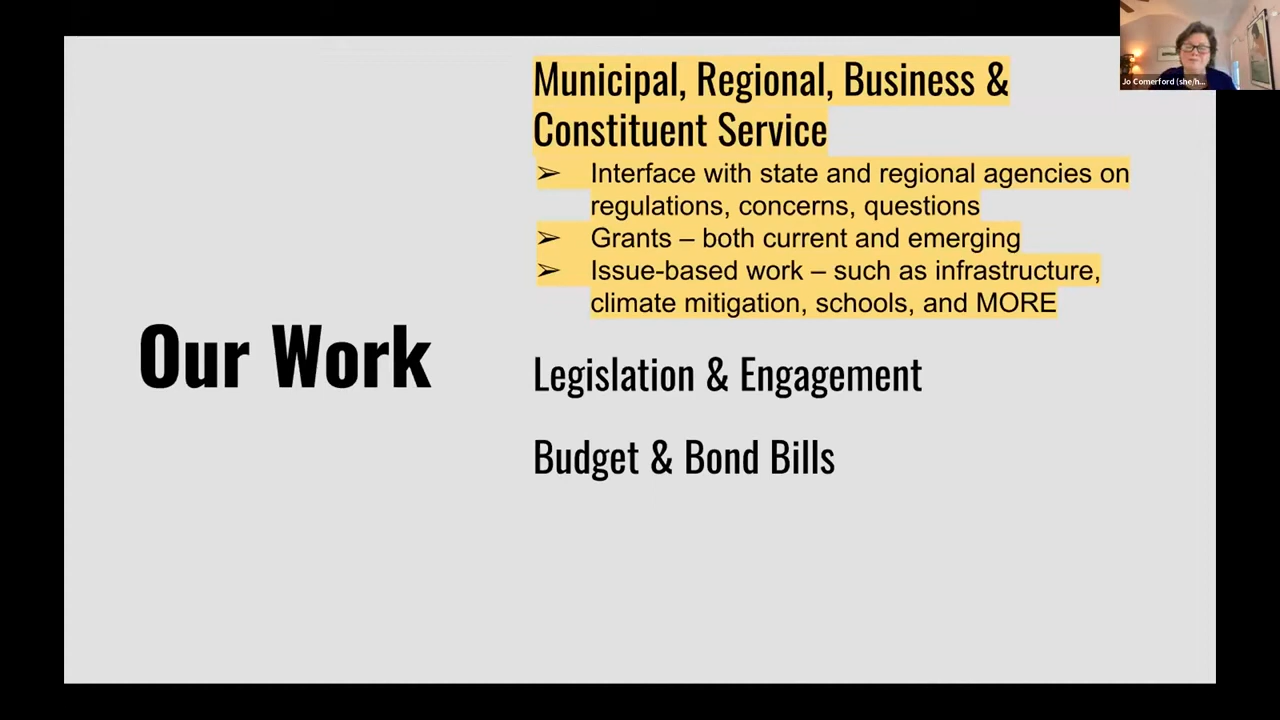 Jo Comerford (she/h...
Our Work
Municipal, Regional, Business &
Constituent Service
➢ Interface with state and regional agencies on
regulations, concerns, questions
➢ Grants – both current and emerging
➢ Issue-based work – such as infrastructure,
climate mitigation, schools, and MORE
Legislation & Engagement
Budget & Bond Bills